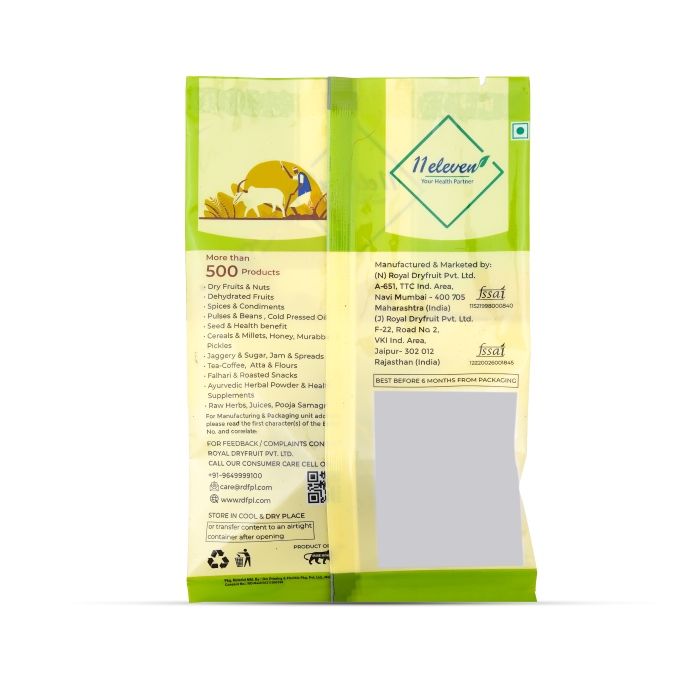 More than
500 Products
• Dry Fruits & Nuts
• Dehydrated Fruits
• Spices & Condiments
• Pulses & Beans , Cold Pressed Oil
• Seed & Health benefit
• Cereals & Millets, Honey, Murabb
Pickles
• Jaggery & Sugar, Jam & Spreads
• Tea-Coffee, Atta & Flours
• Falhari & Roasted Snacks
• Ayurvedic Herbal Powder & Healt
Supplements
• Raw Herbs, Juices, Pooja Samagr
For Manufacturing & Packaging unit add
please read the first character(s) of the B
No. and correlate:
FOR FEEDBACK / COMPLAINTS CON
ROYAL DRYFRUIT PVT. LTD.
CALL OUR CONSUMER CARE CELL O
+91-9649999100
care@rdfpl.com
www.rdfpl.com
STORE IN COOL & DRY PLACE
or transfer content to an airtight
container after opening
PRODUCT OF
11 eleven
Your Health Partner
Manufactured & Marketed by:
(N) Royal Dryfruit Pvt. Ltd.
A-651, TTC Ind. Area,
Navi Mumbai - 400 705
Maharashtra (India)
fssai
11521998000840
(J) Royal Dryfruit Pvt. Ltd.
F-22, Road No. 2,
VKI Ind. Area,
Jaipur- 302 012
Rajasthan (India)
fssai
12220026001845
BEST BEFORE 6 MONTHS FROM PACKAGING